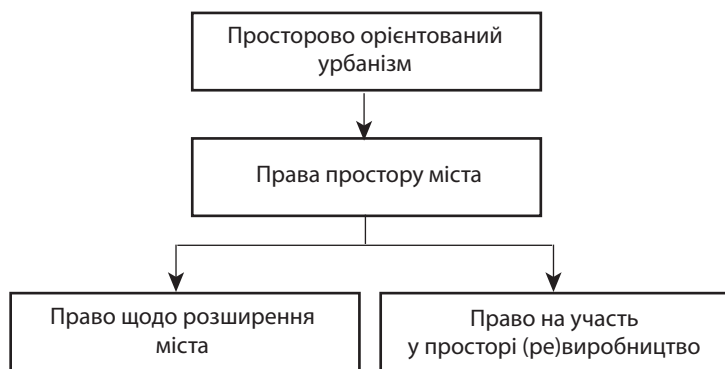 Просторово орієнтований
урбанізм
Права простору міста
Право щодо розширення
міста
Право на участь
у просторі (ре)виробництво